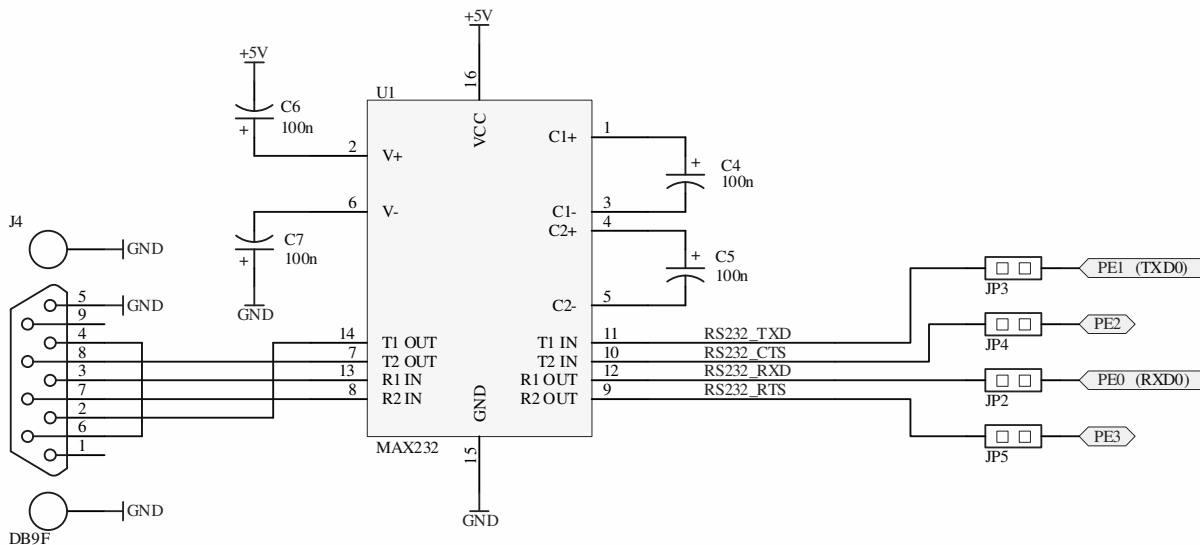 +5V
+5V
16
U1
C6
100n
+
2
V+
VCC
C1+
1
+
C4
100n
6
V-
C1-
3
C2+
4
J4
GND
C7
100n
+
GND
+
C5
100n
C2-
5
5
GND
9
4
8
3
7
2
6
1
14
T1 OUT
7
T2 OUT
13
R1 IN
8
R2 IN
GND
T1 IN
11
RS232_TXD
T2 IN
10
RS232_CTS
R1 OUT
12
RS232_RXD
R2 OUT
9
RS232_RTS
JP3
PE1 (TXD0)
JP4
PE2
JP2
PE0 (RXD0)
JP5
PE3
MAX232
15
GND
GND
DB9F